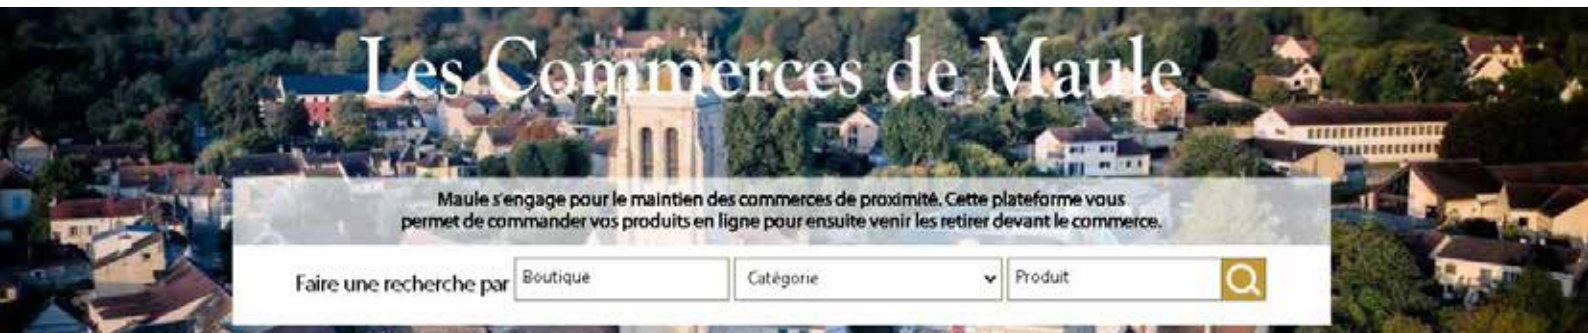 Les Commerces de Maule
Maule s'engage pour le maintien des commerces de proximité. Cette plateforme vous
permet de commander vos produits en ligne pour ensuite venir les retirer devant le commerce.
Faire une recherche par Boutique Catégorie Produit